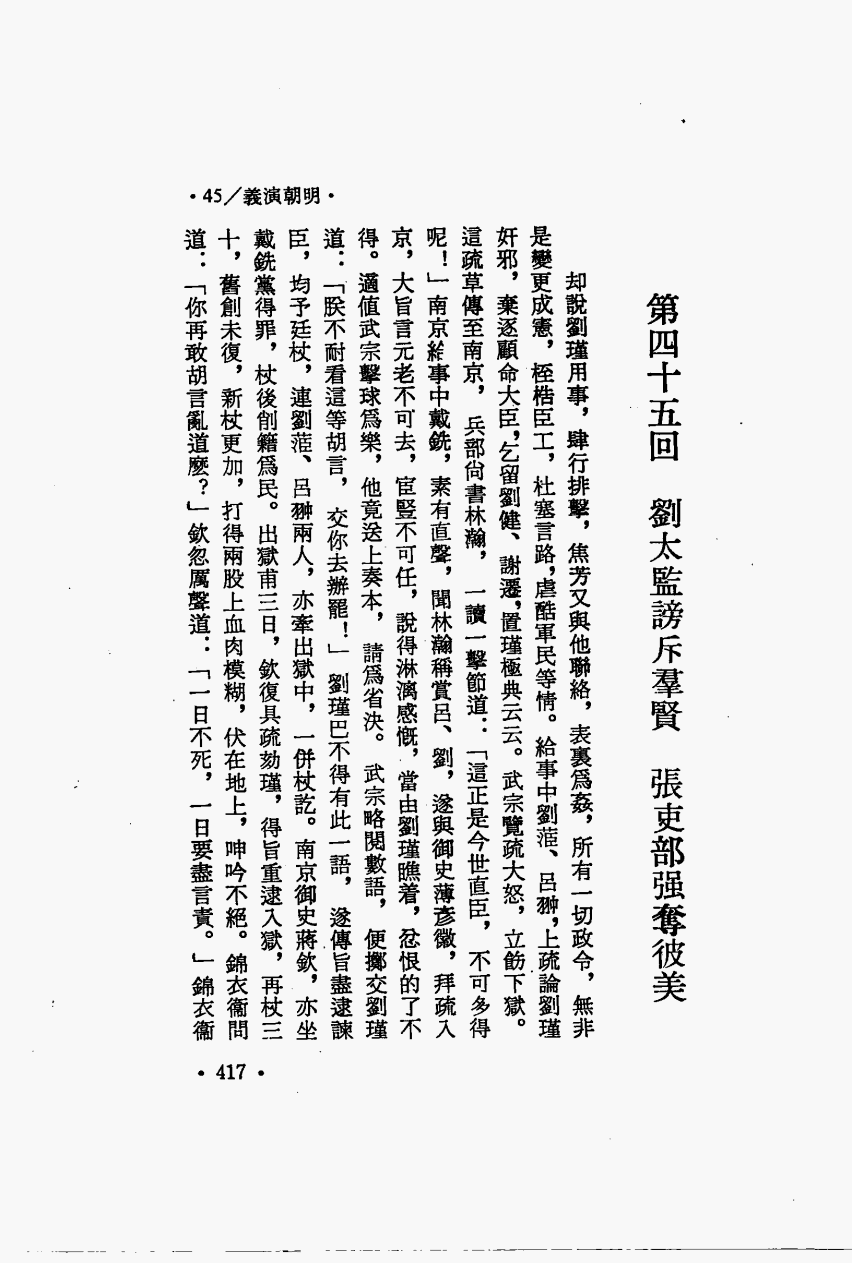 ・45／義演朝明・
第四十五回　劉太監謗斥羣賢　張吏部强奪彼美
却說劉瑾用事，肆行排擊，焦芳又與他聯絡，表裏爲姦，所有一切政令，無非
是變更成憲，桎梏臣工，杜塞言路，虐酷軍民等情。給事中劉菃、呂翀，上疏論劉瑾
奸邪，棄逐顧命大臣，乞留劉健、謝遷，置瑾極典云云。武宗覽疏大怒，立飭下獄。
這疏草傳至南京，兵部尙書林瀚，一讀一擊節道：「這正是今世直臣，不可多得
呢！」南京給事中戴銑，素有直聲，聞林瀚稱賞呂、劉，遂與御史薄彥徽，拜疏入
京，大旨言元老不可去，宦豎不可任，說得淋漓感慨，當由劉瑾瞧着，忿恨的了不
得。適值武宗擊球爲樂，他竟送上奏本，請爲省決。武宗略閱數語，便擲交劉瑾
道：「朕不耐看這等胡言，交你去辦罷！」劉瑾巴不得有此一語，遂傳旨盡逮諫
臣，均予廷杖，連劉菃、呂翀兩人，亦牽出獄中，一併杖訖。南京御史蔣欽，亦坐
戴銑黨得罪，杖後削籍爲民。出獄甫三日，欽復具疏劾瑾，得旨重逮入獄，再杖三
十，舊創未復，新杖更加，打得兩股上血肉模糊，伏在地上，呻吟不絕。錦衣衞問
道：「你再敢胡言亂道麼？」欽忽厲聲道：「一日不死，一日要盡言責。」錦衣衞
・417・